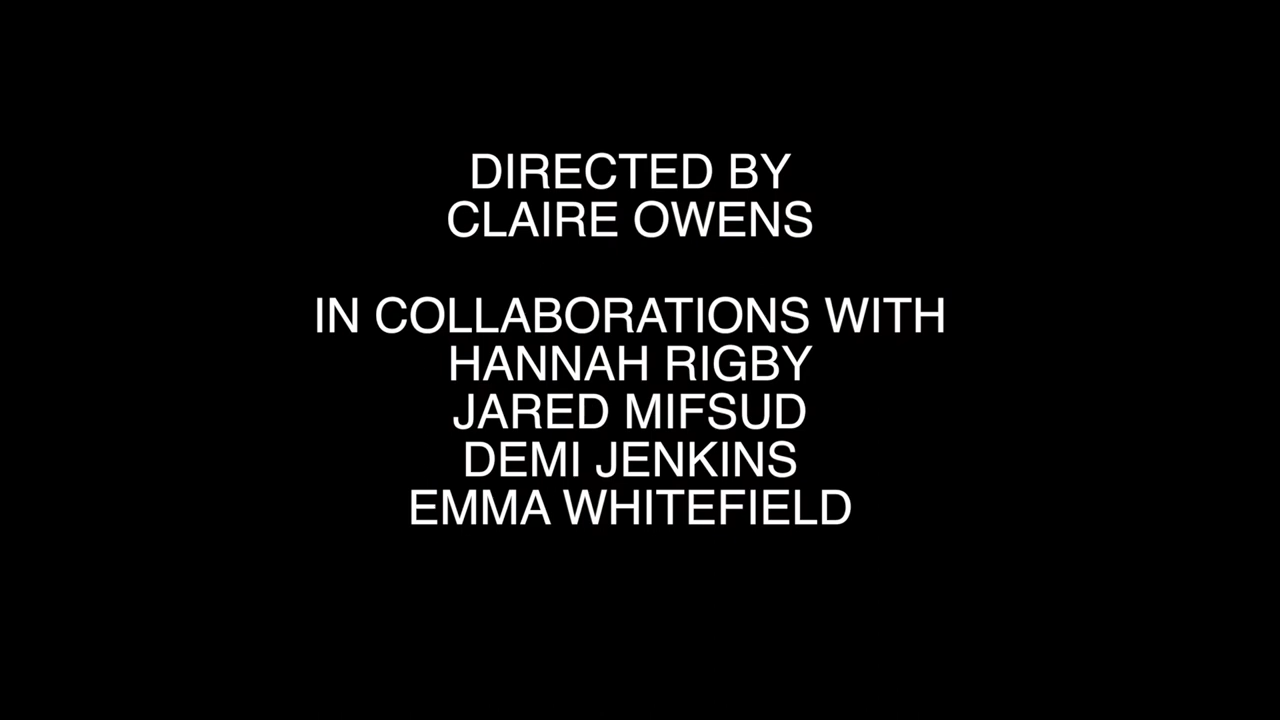 DIRECTED BY
CLAIRE OWENS
IN COLLABORATIONS WITH
HANNAH RIGBY
JARED MIFSUD
DEMI JENKINS
EMMA WHITEFIELD